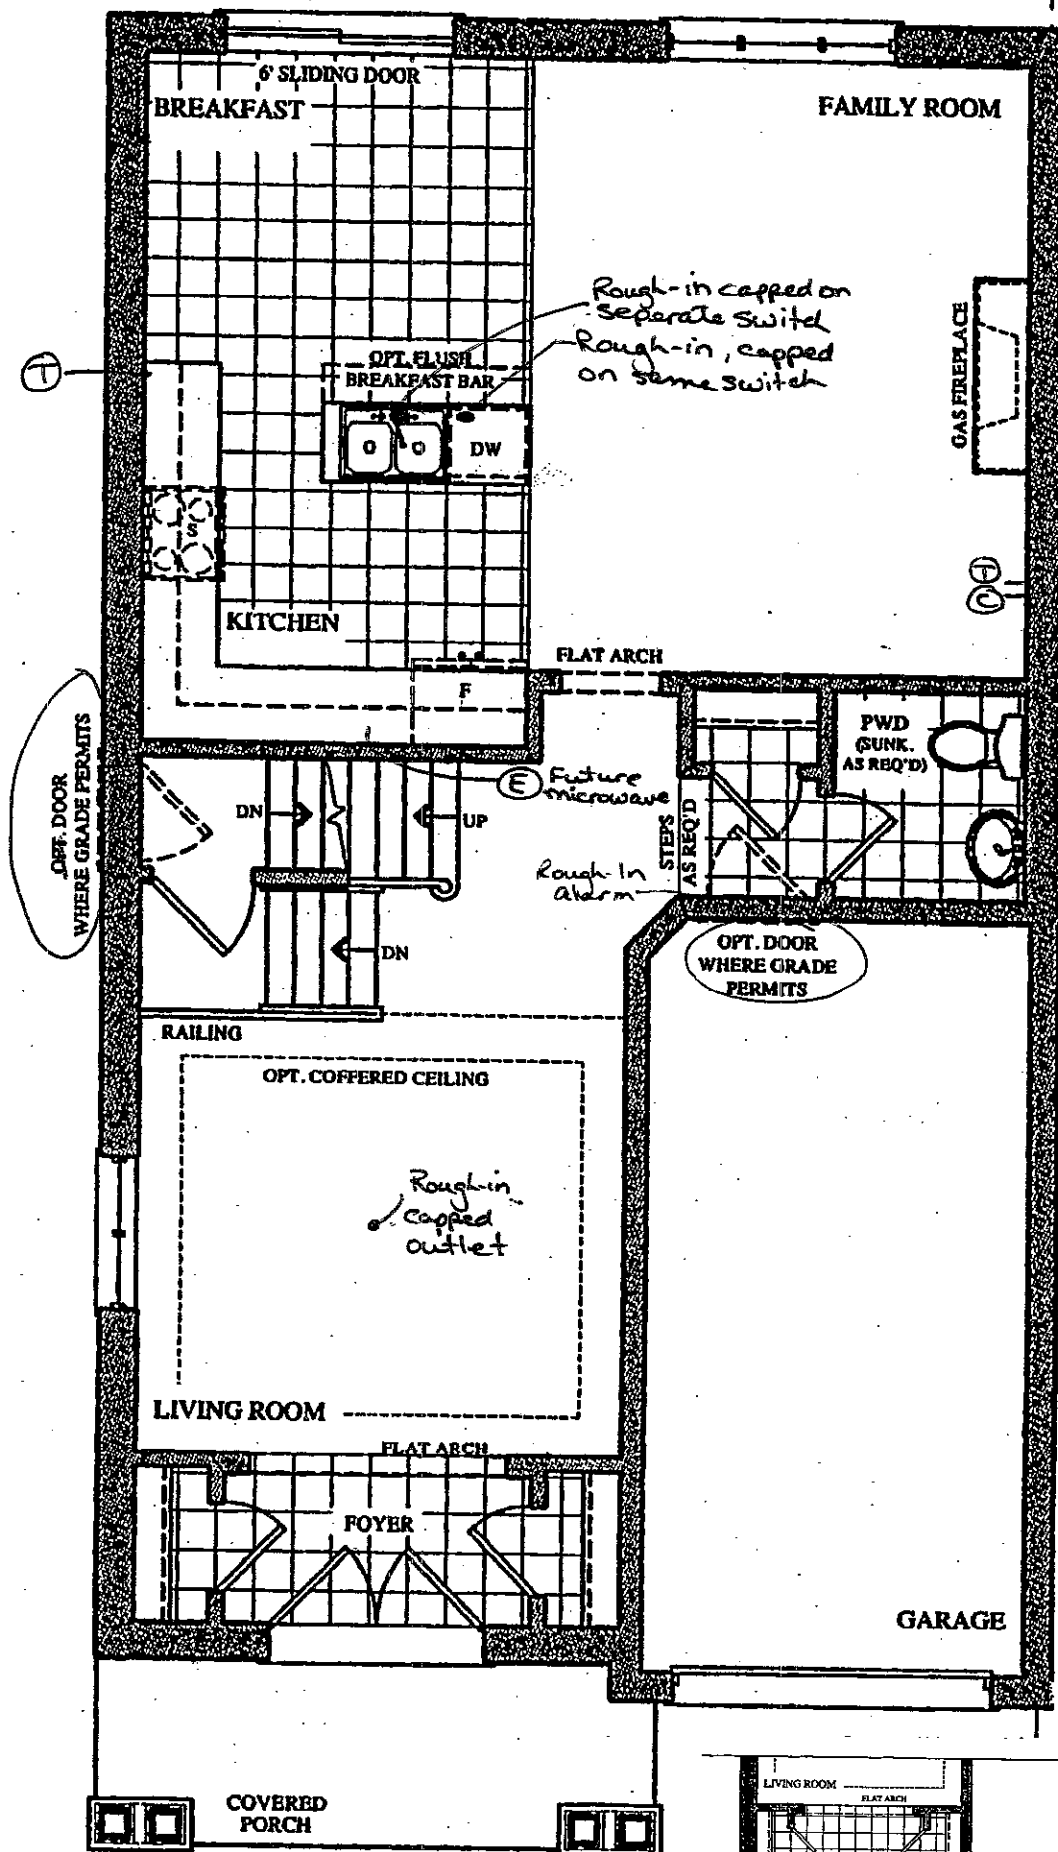 6' SLIDING DOOR
BREAKFAST
FAMILY ROOM
Rough-in capped on
seperate switch
Rough-in, capped
on same switch
OPT. FLUSH
BREAKFAST BAR
T
GAS FIREPLACE
DW
S
T
C
KITCHEN
FLAT ARCH
F
PWD
(SUNK.
AS REQ'D)
OPT. DOOR
WHERE GRADE PERMITS
E Future
microwave
DN
UP
STEPS
AS REQ'D
Rough-In
alarm
DN
OPT. DOOR
WHERE GRADE
PERMITS
RAILING
OPT. COFFERED CEILING
Rough-in
capped
outlet
LIVING ROOM
FLAT ARCH
FOYER
GARAGE
COVERED
PORCH
LIVING ROOM
FLAT ARCH